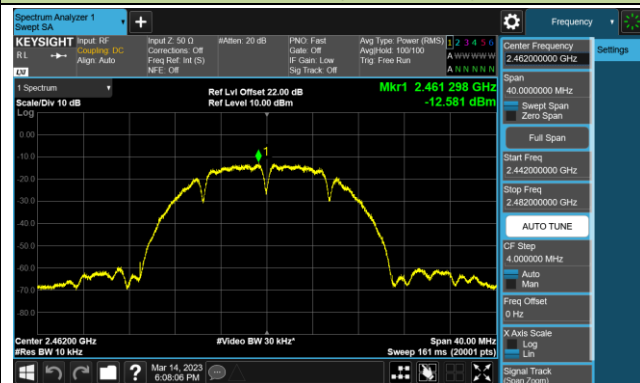 Spectrum Analyzer 1
Swept SA
Frequency
KEYSIGHT
Input: RF
Coupling: DC
Align: Auto
RL
LXI
Input Z: 50 Ω
Corrections: Off
Freq Ref: Int (S)
NFE: Off
#Atten: 20 dB
PNO: Fast
Gate: Off
IF Gain: Low
Sig Track: Off
Avg Type: Power (RMS)
Avg|Hold: 100/100
Trig: Free Run
1 2 3 4 5 6
A W W W W W
A N N N N N
1 Spectrum
Scale/Div 10 dB
Log
Ref Lvl Offset 22.00 dB
Ref Level 10.00 dBm
Mkr1 2.461 298 GHz
-12.581 dBm
1
0.00
-10.0
-20.0
-30.0
-40.0
-50.0
-60.0
-70.0
-80.0
Center 2.46200 GHz
#Res BW 10 kHz
#Video BW 30 kHz*
Span 40.00 MHz
Sweep 161 ms (20001 pts)
Mar 14, 2023
6:08:06 PM
Center Frequency
2.462000000 GHz
Settings
Span
40.0000000 MHz
Swept Span
Zero Span
Full Span
Start Freq
2.442000000 GHz
Stop Freq
2.482000000 GHz
AUTO TUNE
CF Step
4.000000 MHz
Auto
Man
Freq Offset
0 Hz
X Axis Scale
Log
Lin
Signal Track
(Span Zoom)